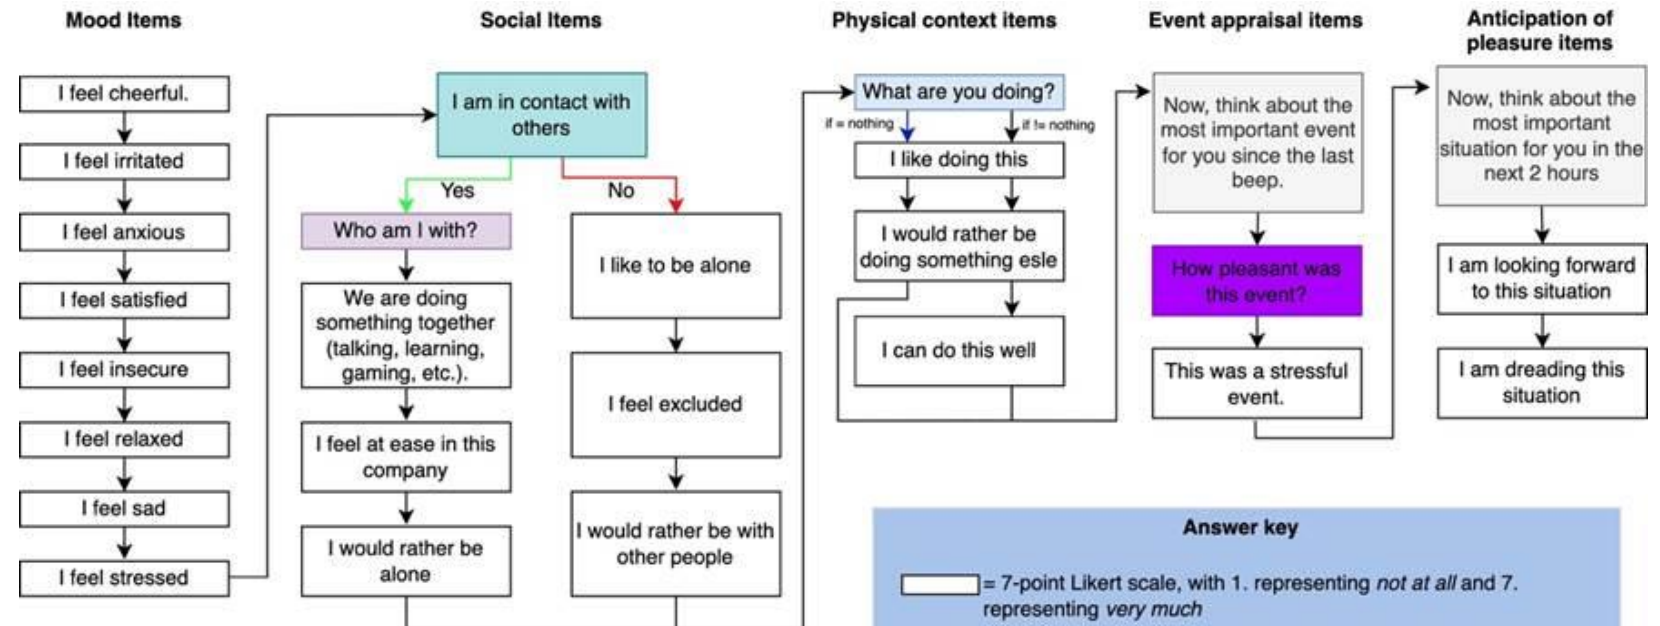 Mood Items
I feel cheerful.
I feel irritated
I feel anxious
I feel satisfied
I feel insecure
I feel relaxed
I feel sad
I feel stressed
Social Items
I am in contact with
others
Yes
No
Who am I with?
We are doing
something together
(talking, learning,
gaming, etc.).
I feel at ease in this
company
I would rather be
alone
I like to be alone
I feel excluded
I would rather be with
other people
Physical context items
What are you doing?
if = nothing
if != nothing
I like doing this
I would rather be
doing something esle
I can do this well
Event appraisal items
Now, think about the
most important event
for you since the last
beep.
How pleasant was
this event?
This was a stressful
event.
Anticipation of
pleasure items
Now, think about the
most important
situation for you in the
next 2 hours
I am looking forward
to this situation
I am dreading this
situation
Answer key
= 7-point Likert scale, with 1. representing not at all and 7.
representing very much